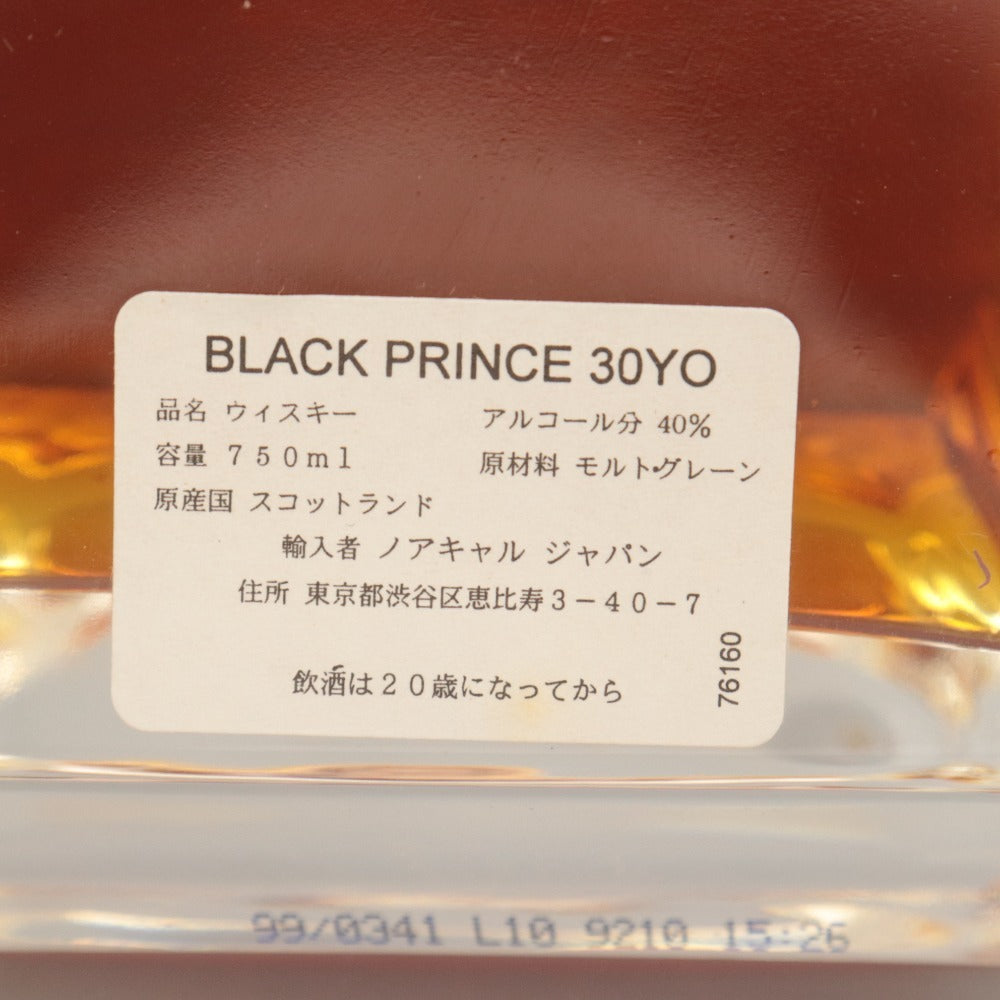 BLACK PRINCE 30YO
品名 ウィスキー アルコール分 40%
容量 750ml 原材料 モルト・グレーン
原産国 スコットランド
輸入者 ノアキャル ジャパン
住所 東京都渋谷区恵比寿3-40-7
飲酒は20歳になってから
76160
99/0341 L10 9210 15:26